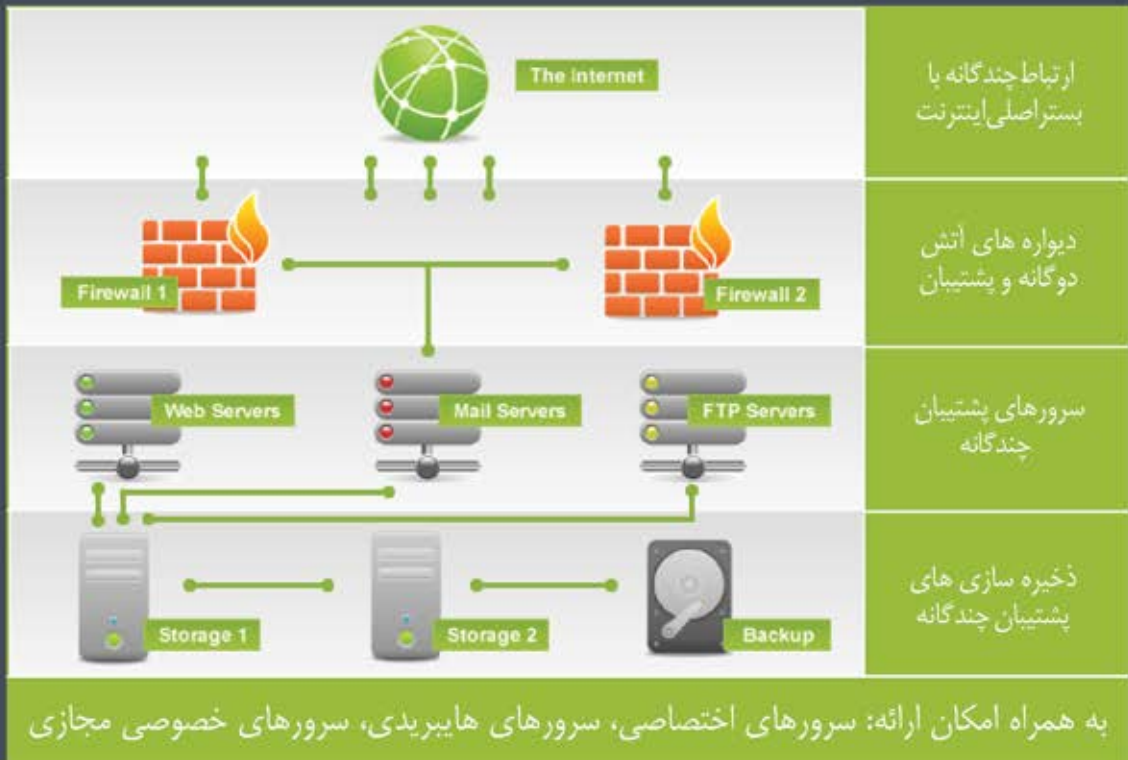 The Internet
ارتباط چندگانه با
بستر اصلی اینترنت
Firewall 1
Firewall 2
دیواره های آتش
دوگانه و پشتیبان
Web Servers
Mail Servers
FTP Servers
سرورهای پشتیبان
چندگانه
Storage 1
Storage 2
Backup
ذخیره سازی های
پشتیبان چندگانه
به همراه امکان ارائه: سرورهای اختصاصی، سرورهای هایبریدی، سرورهای خصوصی مجازی